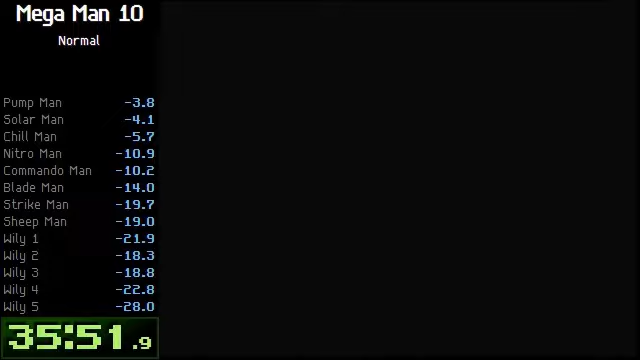 Mega Man 10
Normal
Pump Man -3.8
Solar Man -4.1
Chill Man -5.7
Nitro Man -10.9
Commando Man -10.2
Blade Man -14.0
Strike Man -19.7
Sheep Man -19.0
Wily 1 -21.9
Wily 2 -18.3
Wily 3 -18.8
Wily 4 -22.8
Wily 5 -28.0
35:51.9